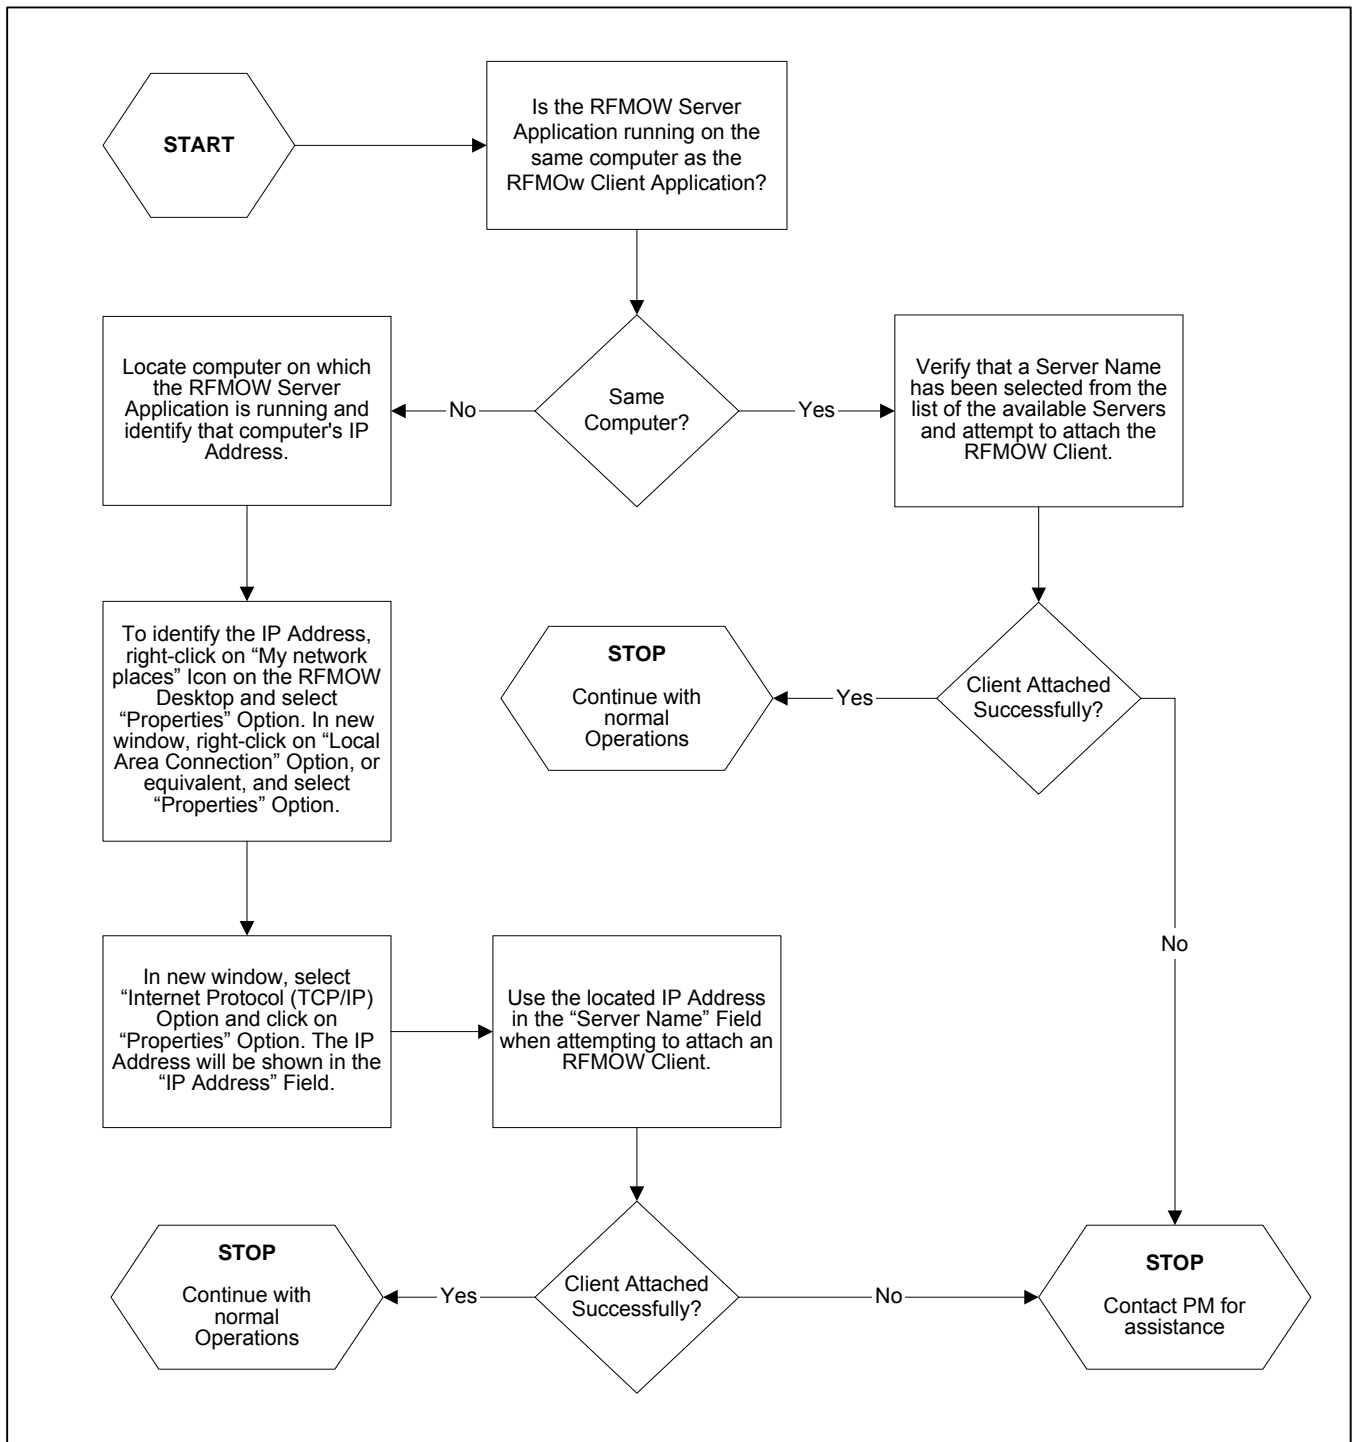 START
Is the RFMOW Server
Application running on the
same computer as the
RFMOw Client Application?
Locate computer on which
the RFMOW Server
Application is running and
identify that computer's IP
Address.
No
Same
Computer?
Yes
Verify that a Server Name
has been selected from the
list of the available Servers
and attempt to attach the
RFMOW Client.
To identify the IP Address,
right-click on “My network
places” Icon on the RFMOW
Desktop and select
“Properties” Option. In new
window, right-click on “Local
Area Connection” Option, or
equivalent, and select
“Properties” Option.
STOP
Continue with
normal
Operations
Yes
Client Attached
Successfully?
No
In new window, select
“Internet Protocol (TCP/IP)
Option and click on
“Properties” Option. The IP
Address will be shown in the
“IP Address” Field.
Use the located IP Address
in the “Server Name” Field
when attempting to attach an
RFMOW Client.
STOP
Continue with
normal
Operations
Yes
Client Attached
Successfully?
No
STOP
Contact PM for
assistance